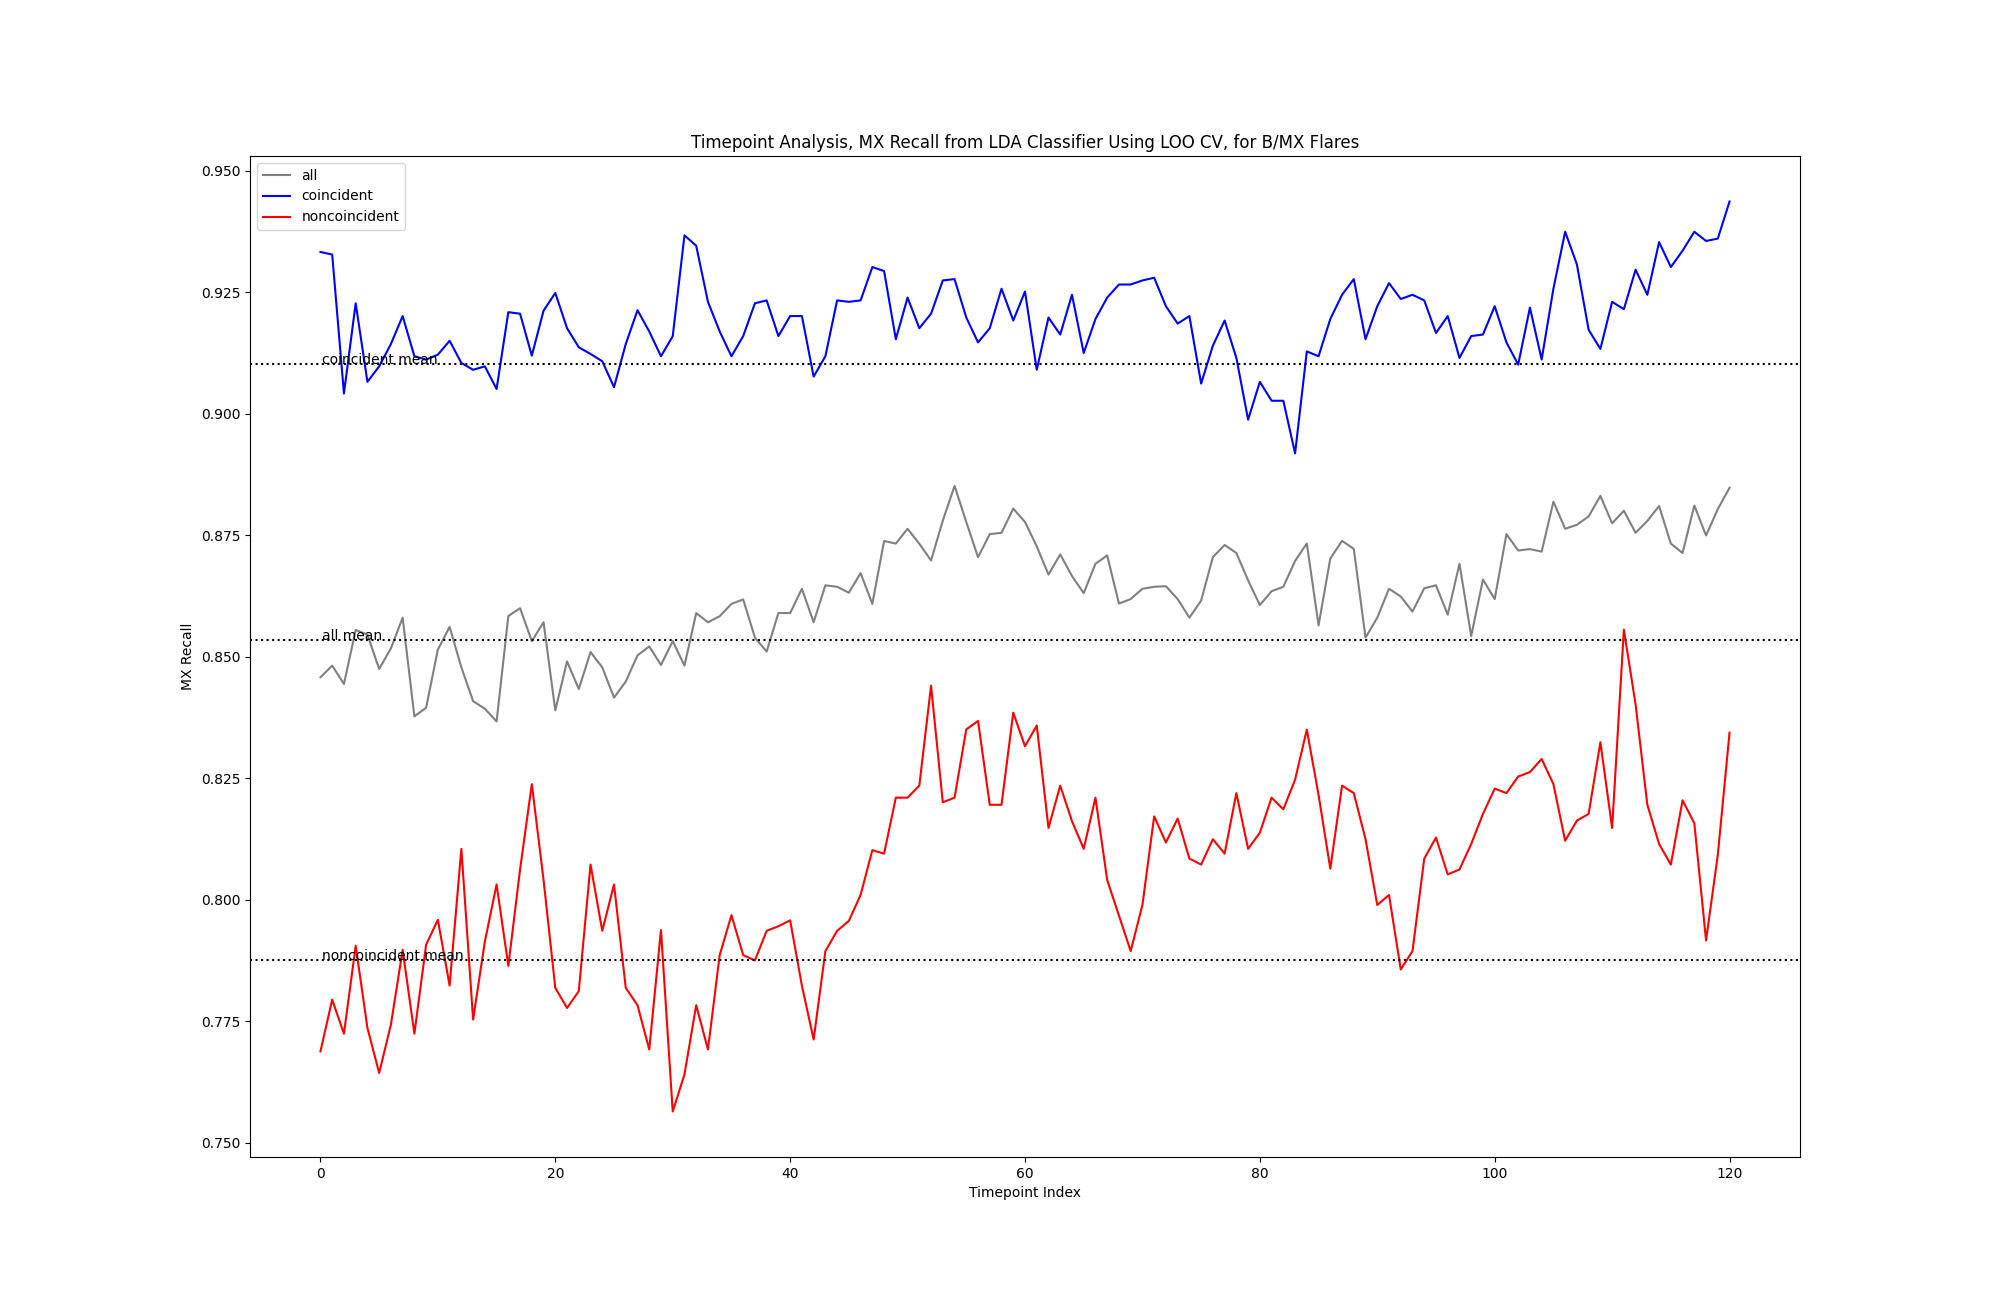 Timepoint Analysis, MX Recall from LDA Classifier Using LOO CV, for B/MX Flares
all
coincident
noncoincident
0.950
0.925
0.900
0.875
0.850
0.825
0.800
0.775
0.750
MX Recall
coincident mean
all mean
noncoincident mean
0 20 40 60 80 100 120
Timepoint Index